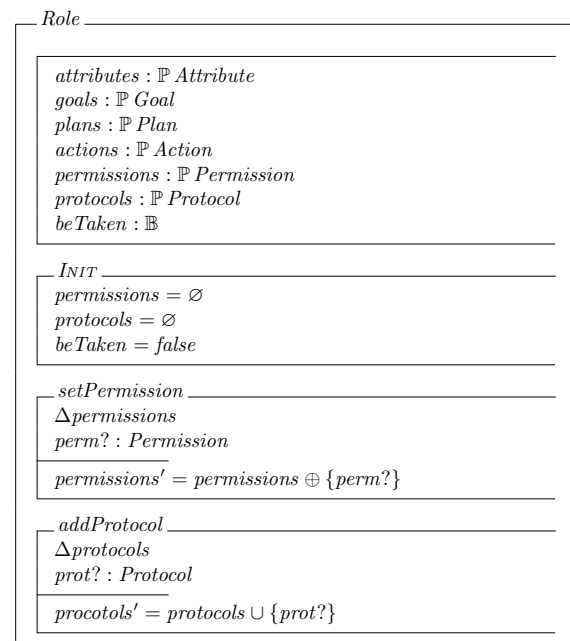 Role
attributes : ℙ Attribute
goals : ℙ Goal
plans : ℙ Plan
actions : ℙ Action
permissions : ℙ Permission
protocols : ℙ Protocol
beTaken : 𝔹
INIT
permissions = ∅
protocols = ∅
beTaken = false
setPermission
Δpermissions
perm? : Permission
permissions′ = permissions ⊕ {perm?}
addProtocol
Δprotocols
prot? : Protocol
procotols′ = protocols ∪ {prot?}